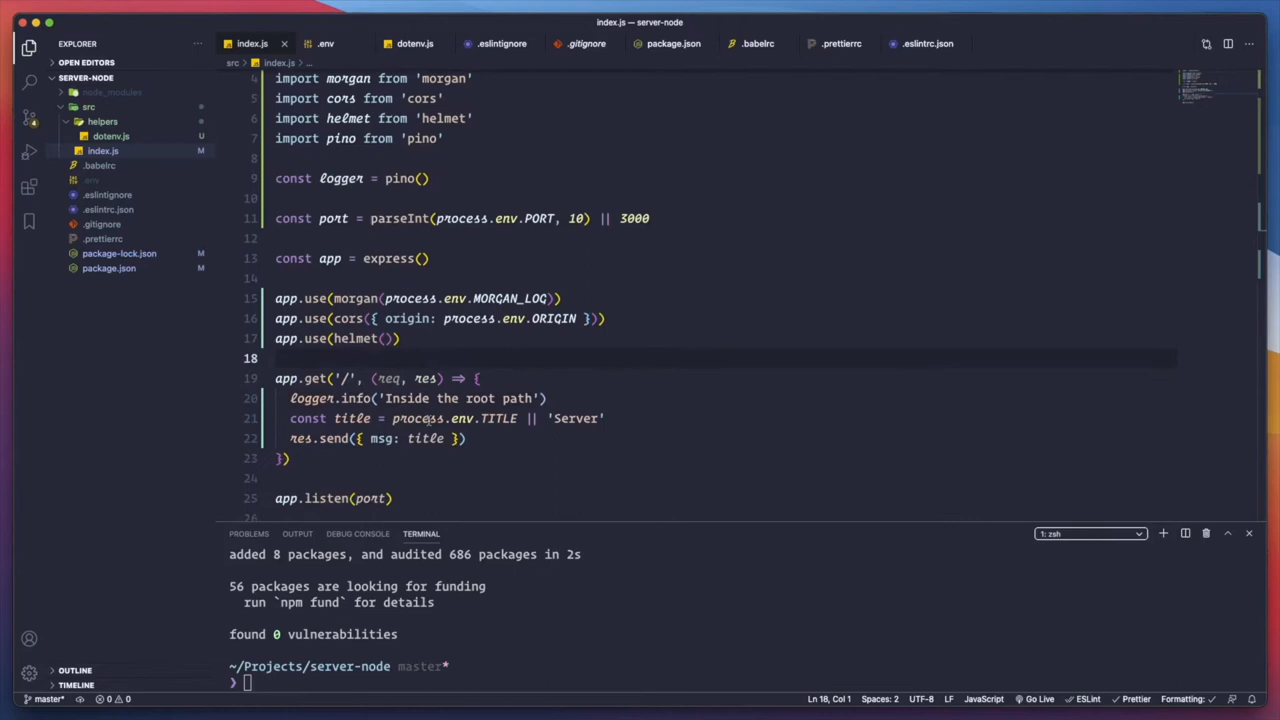 index.js — server-node
EXPLORER
index.js
.env
dotenv.js
.eslintignore
.gitignore
package.json
.babelrc
.prettierrc
.eslintrc.json
OPEN EDITORS
src › index.js › ...
SERVER-NODE
node_modules
src
helpers
dotenv.js U
index.js M
.babelrc
.env
.eslintignore
.eslintrc.json
.gitignore
.prettierrc
package-lock.json M
package.json M
OUTLINE
TIMELINE
4
4 import morgan from 'morgan'
5 import cors from 'cors'
6 import helmet from 'helmet'
7 import pino from 'pino'
8
9 const logger = pino()
10
11 const port = parseInt(process.env.PORT, 10) || 3000
12
13 const app = express()
14
15 app.use(morgan(process.env.MORGAN_LOG))
16 app.use(cors({ origin: process.env.ORIGIN }))
17 app.use(helmet())
18
19 app.get('/', (req, res) => {
20 logger.info('Inside the root path')
21 const title = process.env.TITLE || 'Server'
22 res.send({ msg: title })
23 })
24
25 app.listen(port)
26
PROBLEMS OUTPUT DEBUG CONSOLE TERMINAL
1: zsh
added 8 packages, and audited 686 packages in 2s
56 packages are looking for funding
run `npm fund` for details
found 0 vulnerabilities
~/Projects/server-node master*
❯
master* 0 0 Ln 18, Col 1 Spaces: 2 UTF-8 LF JavaScript Go Live ESLint Prettier Formatting: ✓